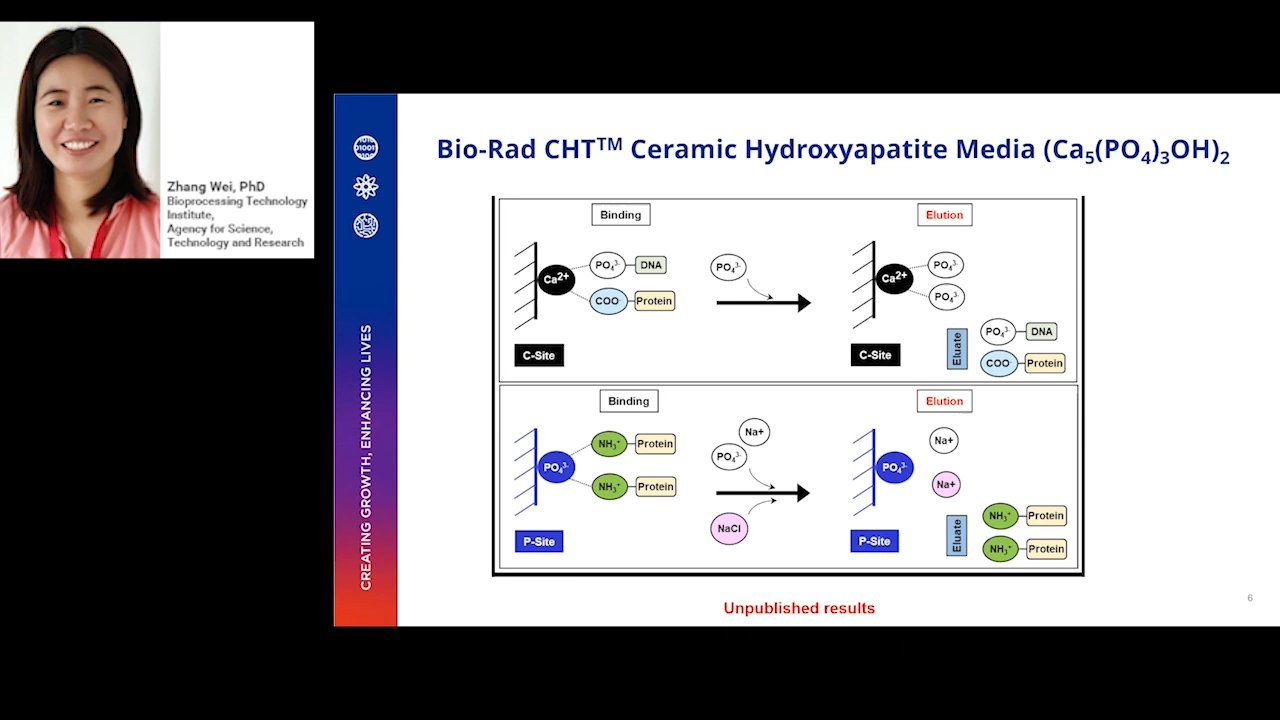 Zhang Wei, PhD
Bioprocessing Technology
Institute,
Agency for Science,
Technology and Research
CREATING GROWTH, ENHANCING LIVES
Bio-Rad CHT™ Ceramic Hydroxyapatite Media (Ca₅(PO₄)₃OH)₂
Binding
Elution
Ca²⁺
PO₄³⁻
DNA
COO⁻
Protein
PO₄³⁻
Ca²⁺
PO₄³⁻
PO₄³⁻
C-Site
C-Site
Eluate
PO₄³⁻
DNA
COO⁻
Protein
Binding
Elution
PO₄³⁻
NH₃⁺
Protein
NH₃⁺
Protein
Na+
PO₄³⁻
NaCl
PO₄³⁻
Na+
Na+
P-Site
P-Site
Eluate
NH₃⁺
Protein
NH₃⁺
Protein
Unpublished results
6